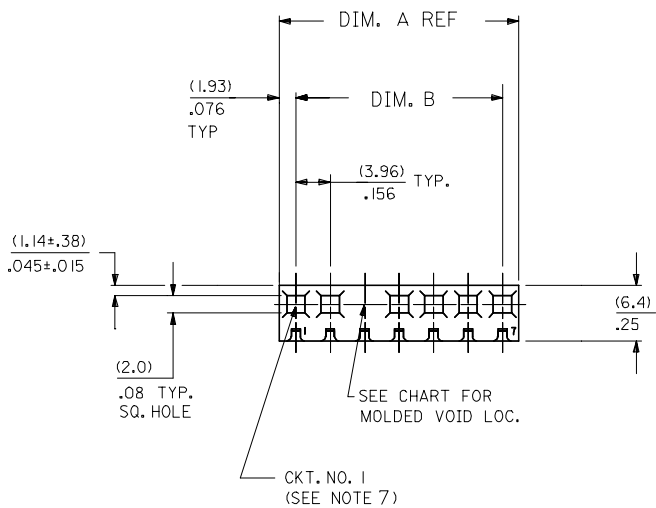 DIM. A REF
(1.93)
.076
TYP
DIM. B
(3.96)
.156
TYP.
(1.14±.38)
.045±.015
(6.4)
.25
1
7
(2.0)
.08 TYP.
SQ. HOLE
SEE CHART FOR
MOLDED VOID LOC.
CKT. NO. 1
(SEE NOTE 7)